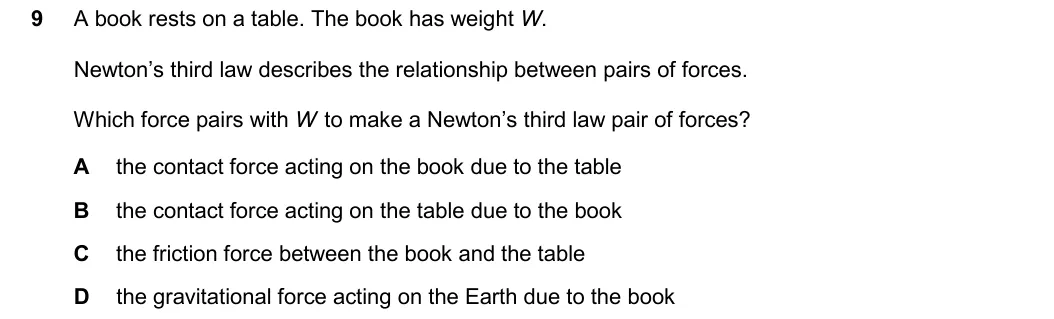 9 A book rests on a table. The book has weight W.
Newton's third law describes the relationship between pairs of forces.
Which force pairs with W to make a Newton's third law pair of forces?
A the contact force acting on the book due to the table
B the contact force acting on the table due to the book
C the friction force between the book and the table
D the gravitational force acting on the Earth due to the book